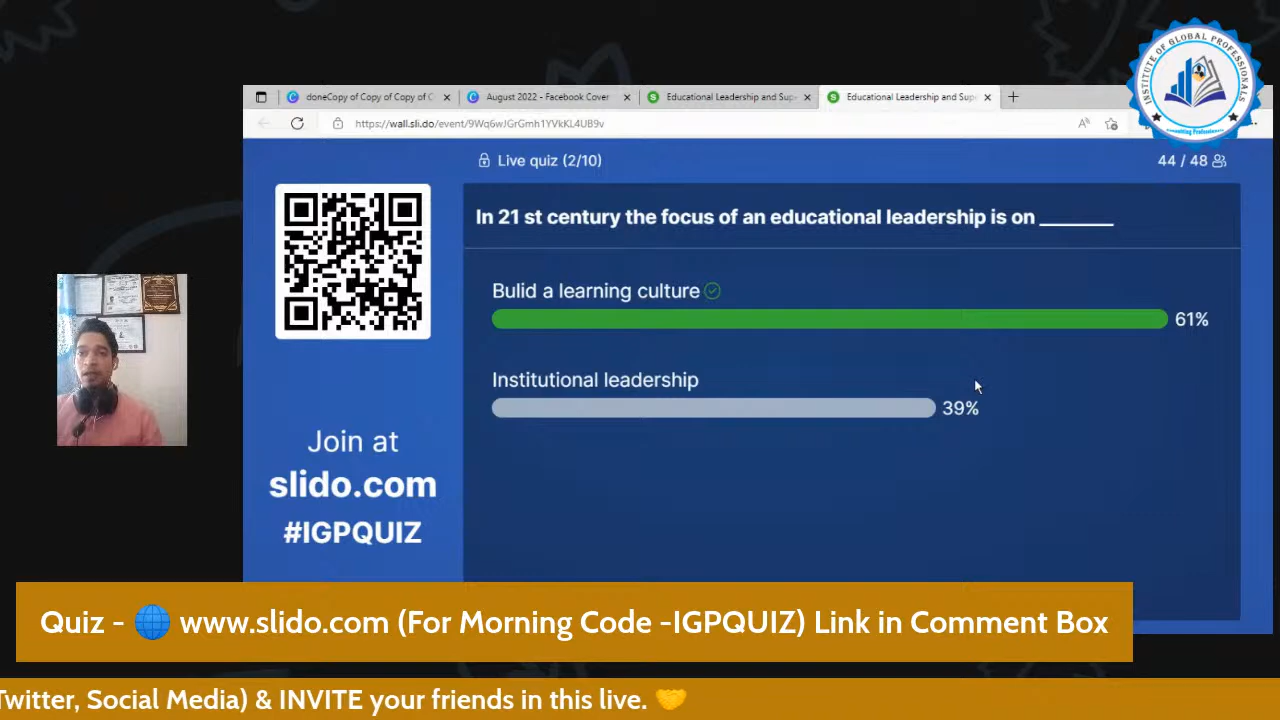 INSTITUTE OF GLOBAL PROFESSIONALS
doneCopy of Copy of Copy of C
August 2022 - Facebook Cover
Educational Leadership and Sup
Educational Leadership and Sup
https://wall.sli.do/event/9Wq6wJGrGmh1YVkKL4UB9v
Live quiz (2/10)
44 / 48
In 21 st century the focus of an educational leadership is on ________
Bulid a learning culture
61%
Institutional leadership
39%
Join at
slido.com
#IGPQUIZ
Quiz - 🌐 www.slido.com (For Morning Code -IGPQUIZ) Link in Comment Box
Twitter, Social Media) & INVITE your friends in this live. 🤝